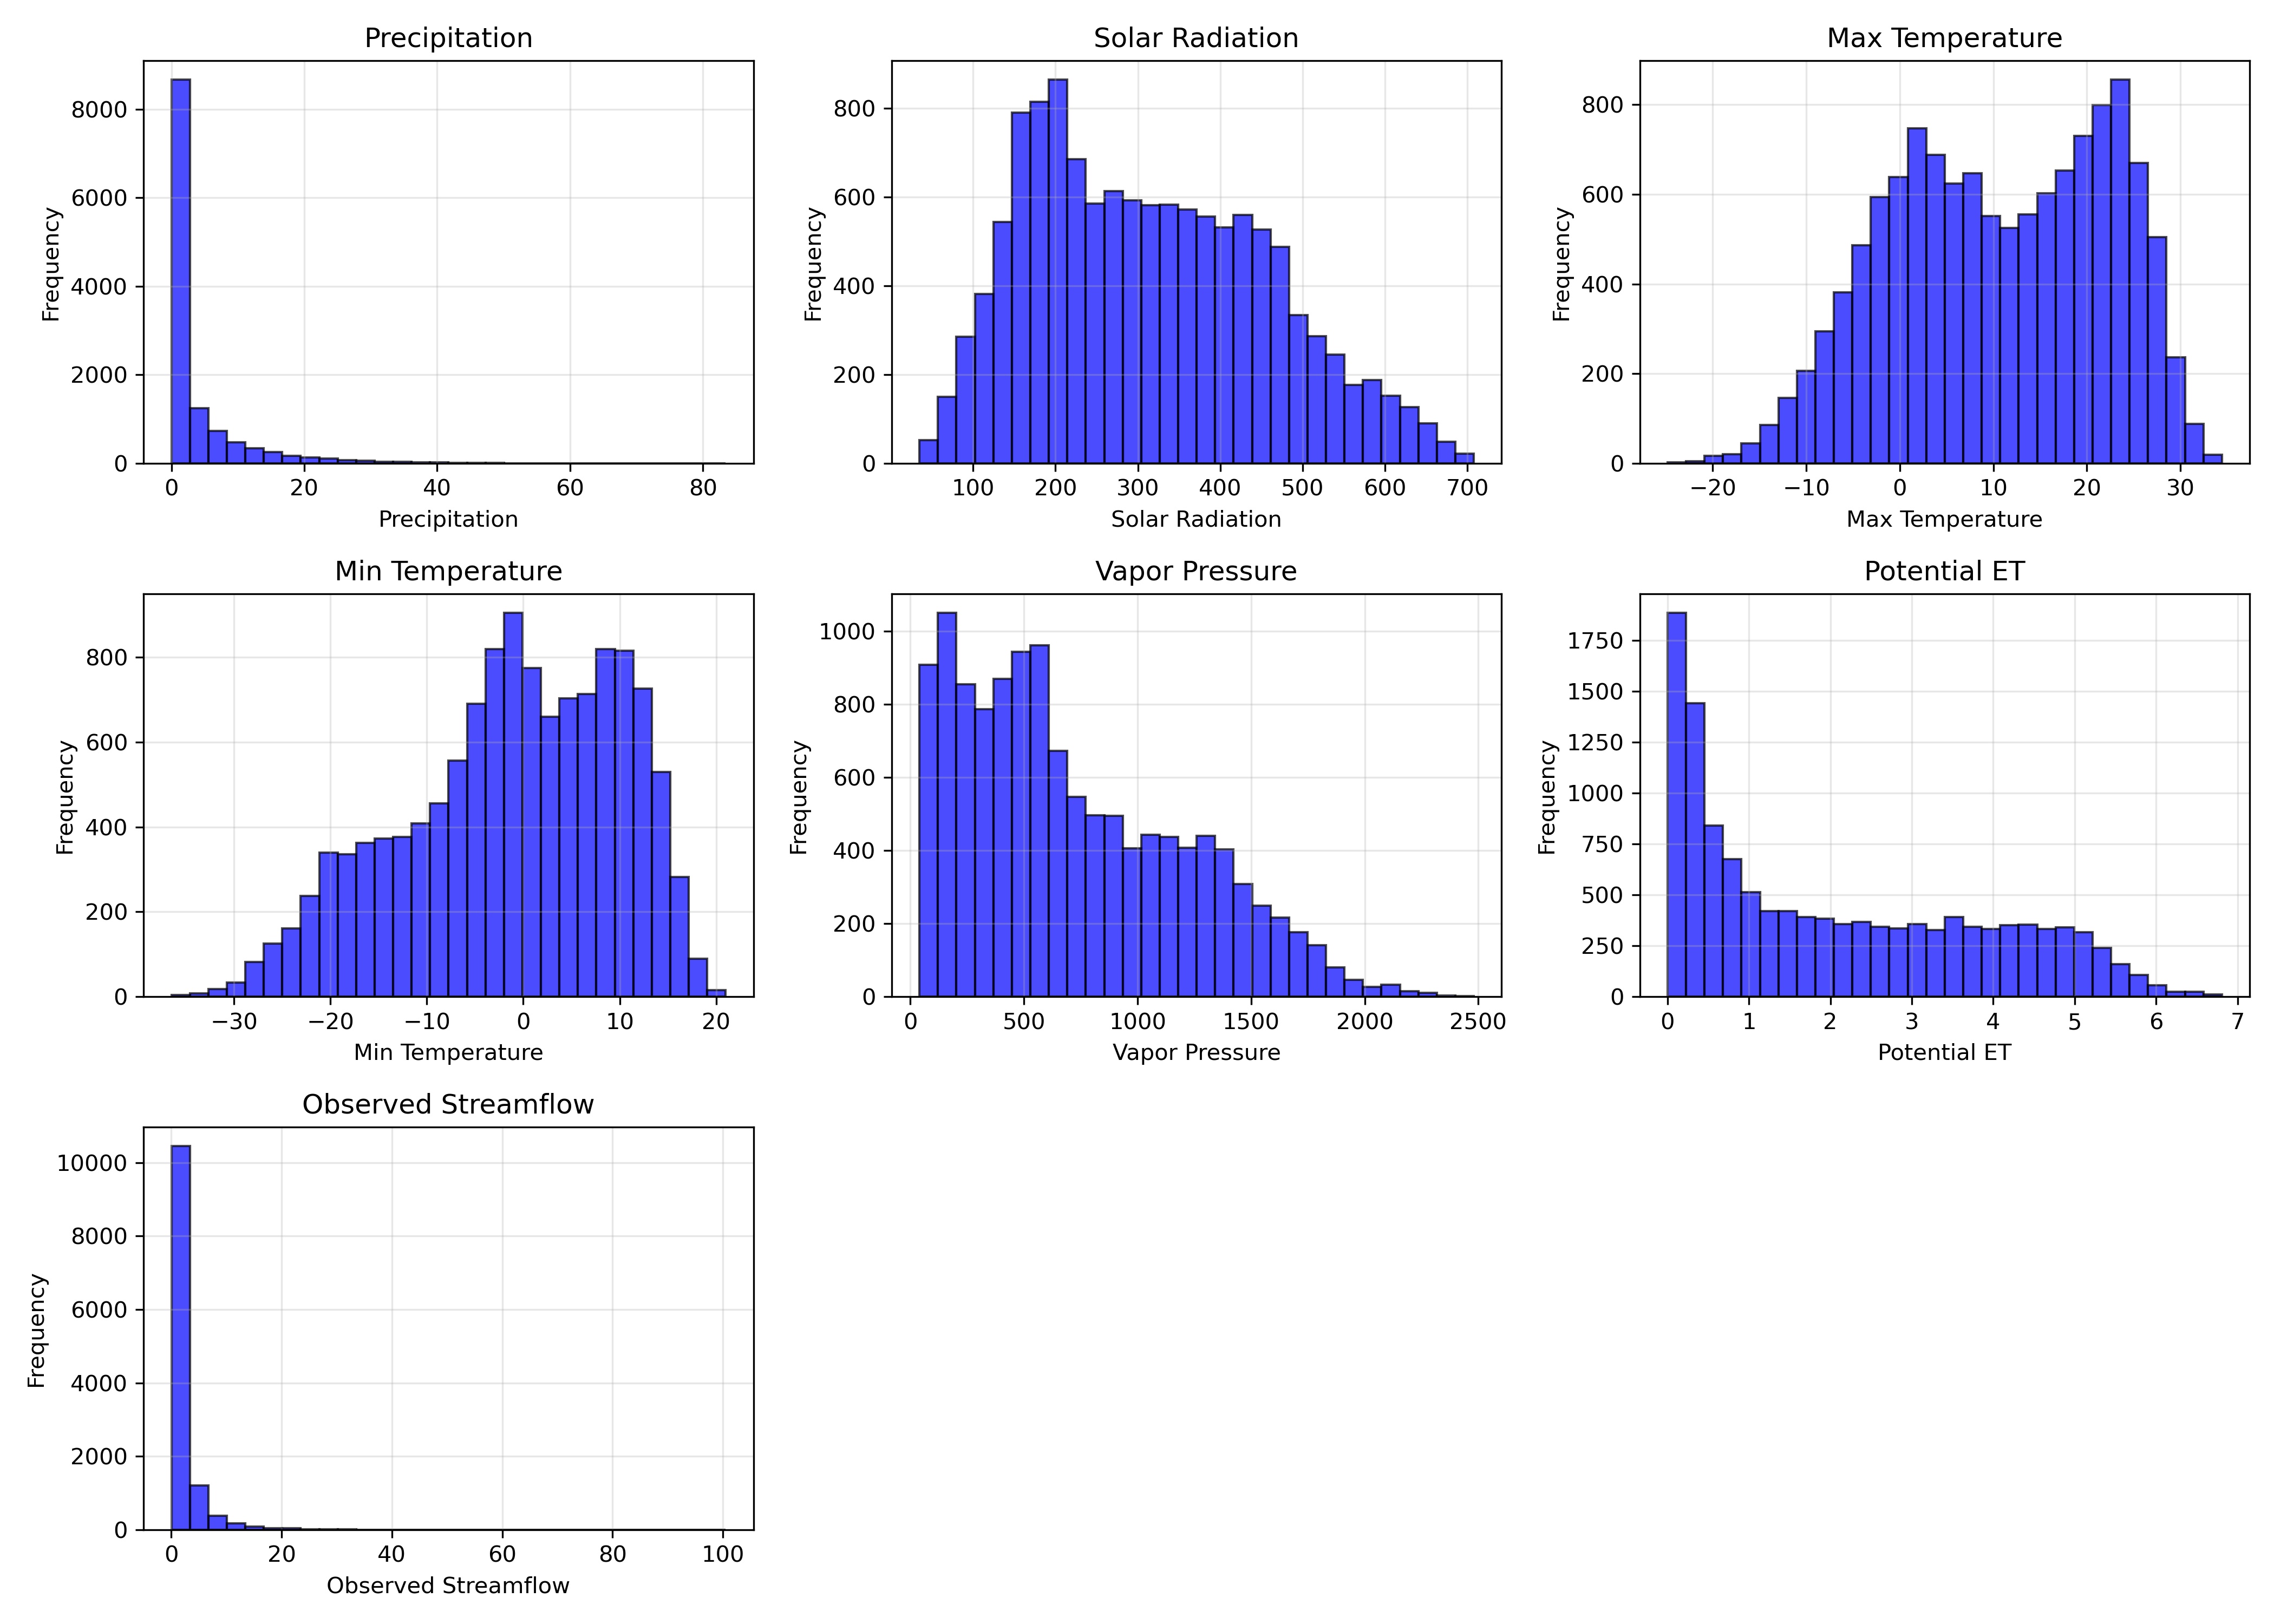 Precipitation
Frequency
8000
6000
4000
2000
0
0 20 40 60 80
Precipitation
Solar Radiation
Frequency
800
600
400
200
0
100 200 300 400 500 600 700
Solar Radiation
Max Temperature
Frequency
800
600
400
200
0
−20 −10 0 10 20 30
Max Temperature
Min Temperature
Frequency
800
600
400
200
0
−30 −20 −10 0 10 20
Min Temperature
Vapor Pressure
Frequency
1000
800
600
400
200
0
0 500 1000 1500 2000 2500
Vapor Pressure
Potential ET
Frequency
1750
1500
1250
1000
750
500
250
0
0 1 2 3 4 5 6 7
Potential ET
Observed Streamflow
Frequency
10000
8000
6000
4000
2000
0
0 20 40 60 80 100
Observed Streamflow